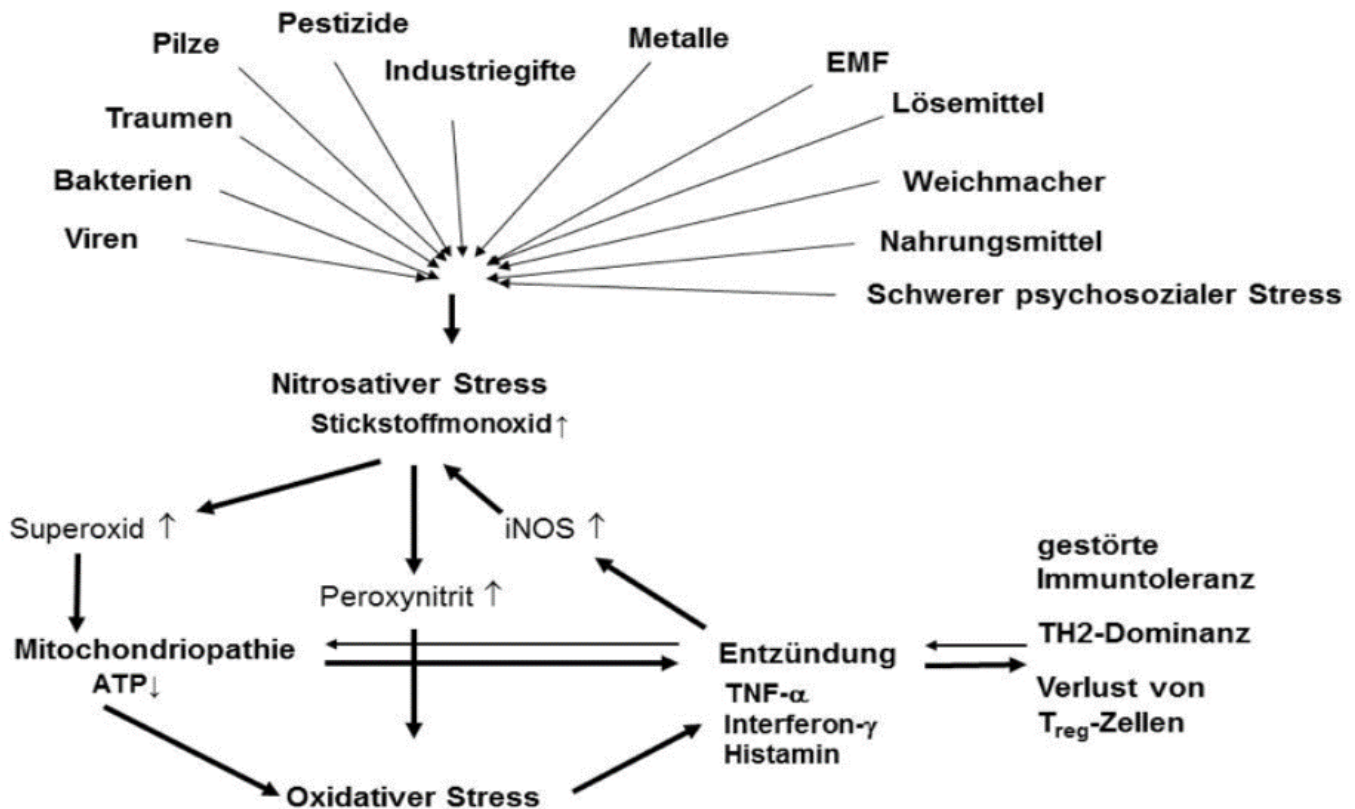 Pestizide
Pilze
Metalle
Industriegifte
EMF
Lösemittel
Traumen
Bakterien
Weichmacher
Viren
Nahrungsmittel
Schwerer psychosozialer Stress
Nitrosativer Stress
Stickstoffmonoxid↑
Superoxid ↑
iNOS ↑
gestörte
Immuntoleranz
Peroxynitrit ↑
Mitochondriopathie
ATP↓
Entzündung
TNF-α
Interferon-γ
Histamin
TH2-Dominanz
Verlust von
Treg-Zellen
Oxidativer Stress